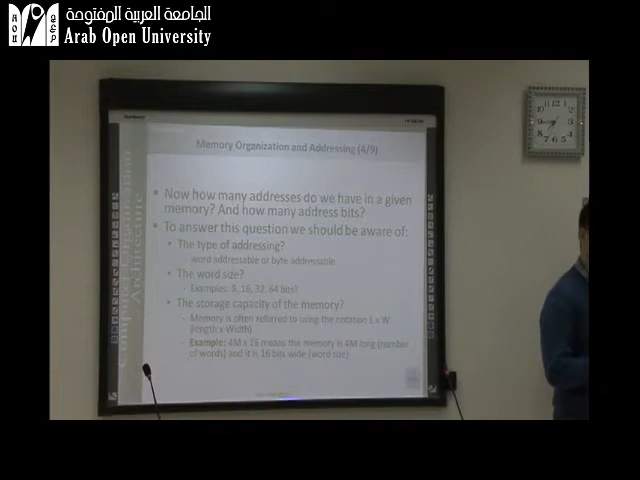 الجامعة العربية المفتوحة
Arab Open University
Memory Organization and Addressing (4/9)
Now how many addresses do we have in a given
memory? And how many address bits?
To answer this question we should be aware of:
The type of addressing?
word addressable or byte addressable
The word size?
Examples: 8, 16, 32, 64 bits?
The storage capacity of the memory?
Memory is often referred to using the notation L x W
(length x Width)
Example: 4M x 16 means the memory is 4M long (number
of words) and it is 16 bits wide (word size)
Computer Organization
Architecture